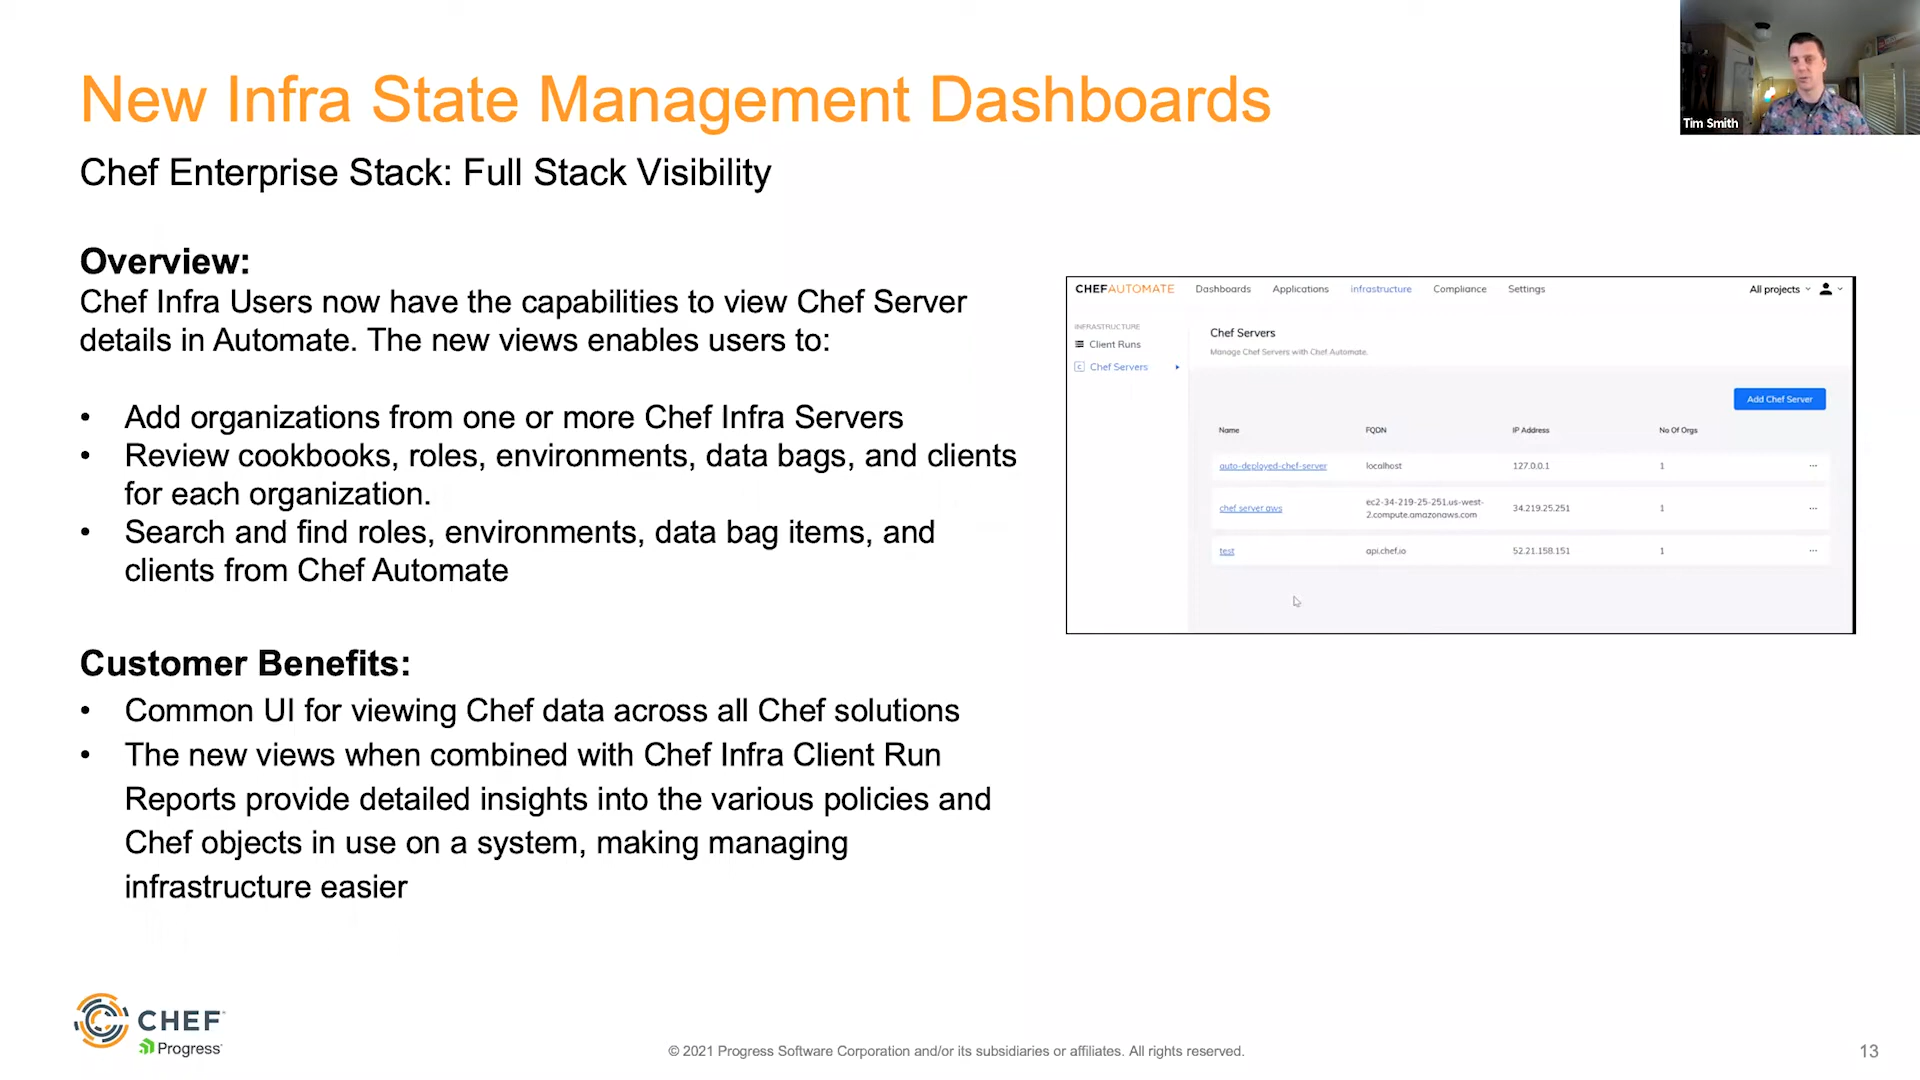 New Infra State Management Dashboards
Tim Smith
Chef Enterprise Stack: Full Stack Visibility
Overview:
Chef Infra Users now have the capabilities to view Chef Server
details in Automate. The new views enables users to:
• Add organizations from one or more Chef Infra Servers
• Review cookbooks, roles, environments, data bags, and clients
for each organization.
• Search and find roles, environments, data bag items, and
clients from Chef Automate
Customer Benefits:
• Common UI for viewing Chef data across all Chef solutions
• The new views when combined with Chef Infra Client Run
Reports provide detailed insights into the various policies and
Chef objects in use on a system, making managing
infrastructure easier
CHEFAUTOMATE Dashboards Applications Infrastructure Compliance Settings All projects
INFRASTRUCTURE
Client Runs
Chef Servers
Chef Servers
Manage Chef Servers with Chef Automate.
Add Chef Server
Name FQDN IP Address No Of Orgs
auto-deployed-chef-server localhost 127.0.0.1 1 ...
chef server aws ec2-34-219-25-251.us-west-
2.compute.amazonaws.com 34.219.25.251 1 ...
test api.chef.io 52.21.158.151 1 ...
CHEF
Progress
© 2021 Progress Software Corporation and/or its subsidiaries or affiliates. All rights reserved.
13